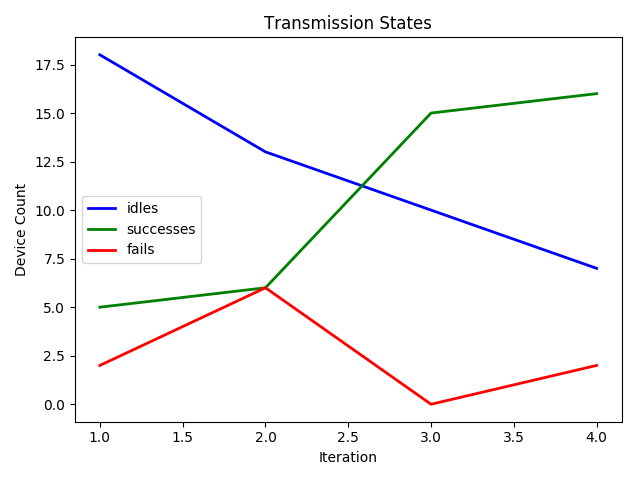 Transmission States
17.5
15.0
12.5
10.0
7.5
5.0
2.5
0.0
Device Count
idles
successes
fails
1.0 1.5 2.0 2.5 3.0 3.5 4.0
Iteration